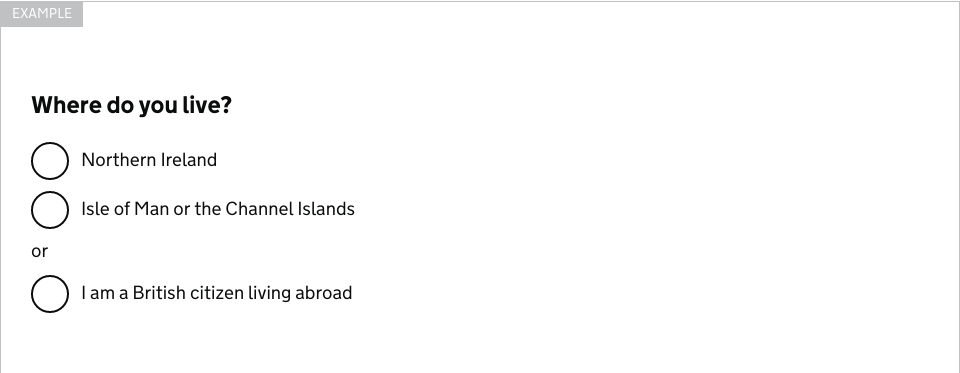 EXAMPLE
Where do you live?
Northern Ireland
Isle of Man or the Channel Islands
or
I am a British citizen living abroad